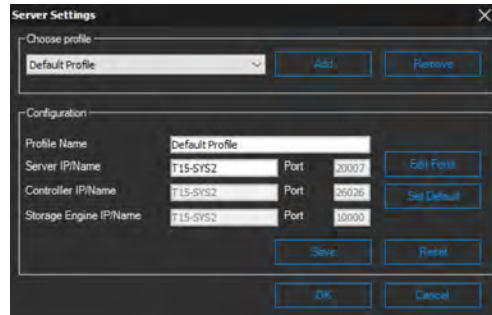 Server Settings
Choose profile
Default Profile
Add
Remove
Configuration
Profile Name Default Profile
Server IP/Name T15-SYS2 Port 20007 Edit Ports
Controller IP/Name T15-SYS2 Port 26026 Set Default
Storage Engine IP/Name T15-SYS2 Port 10000
Save Reset
OK Cancel